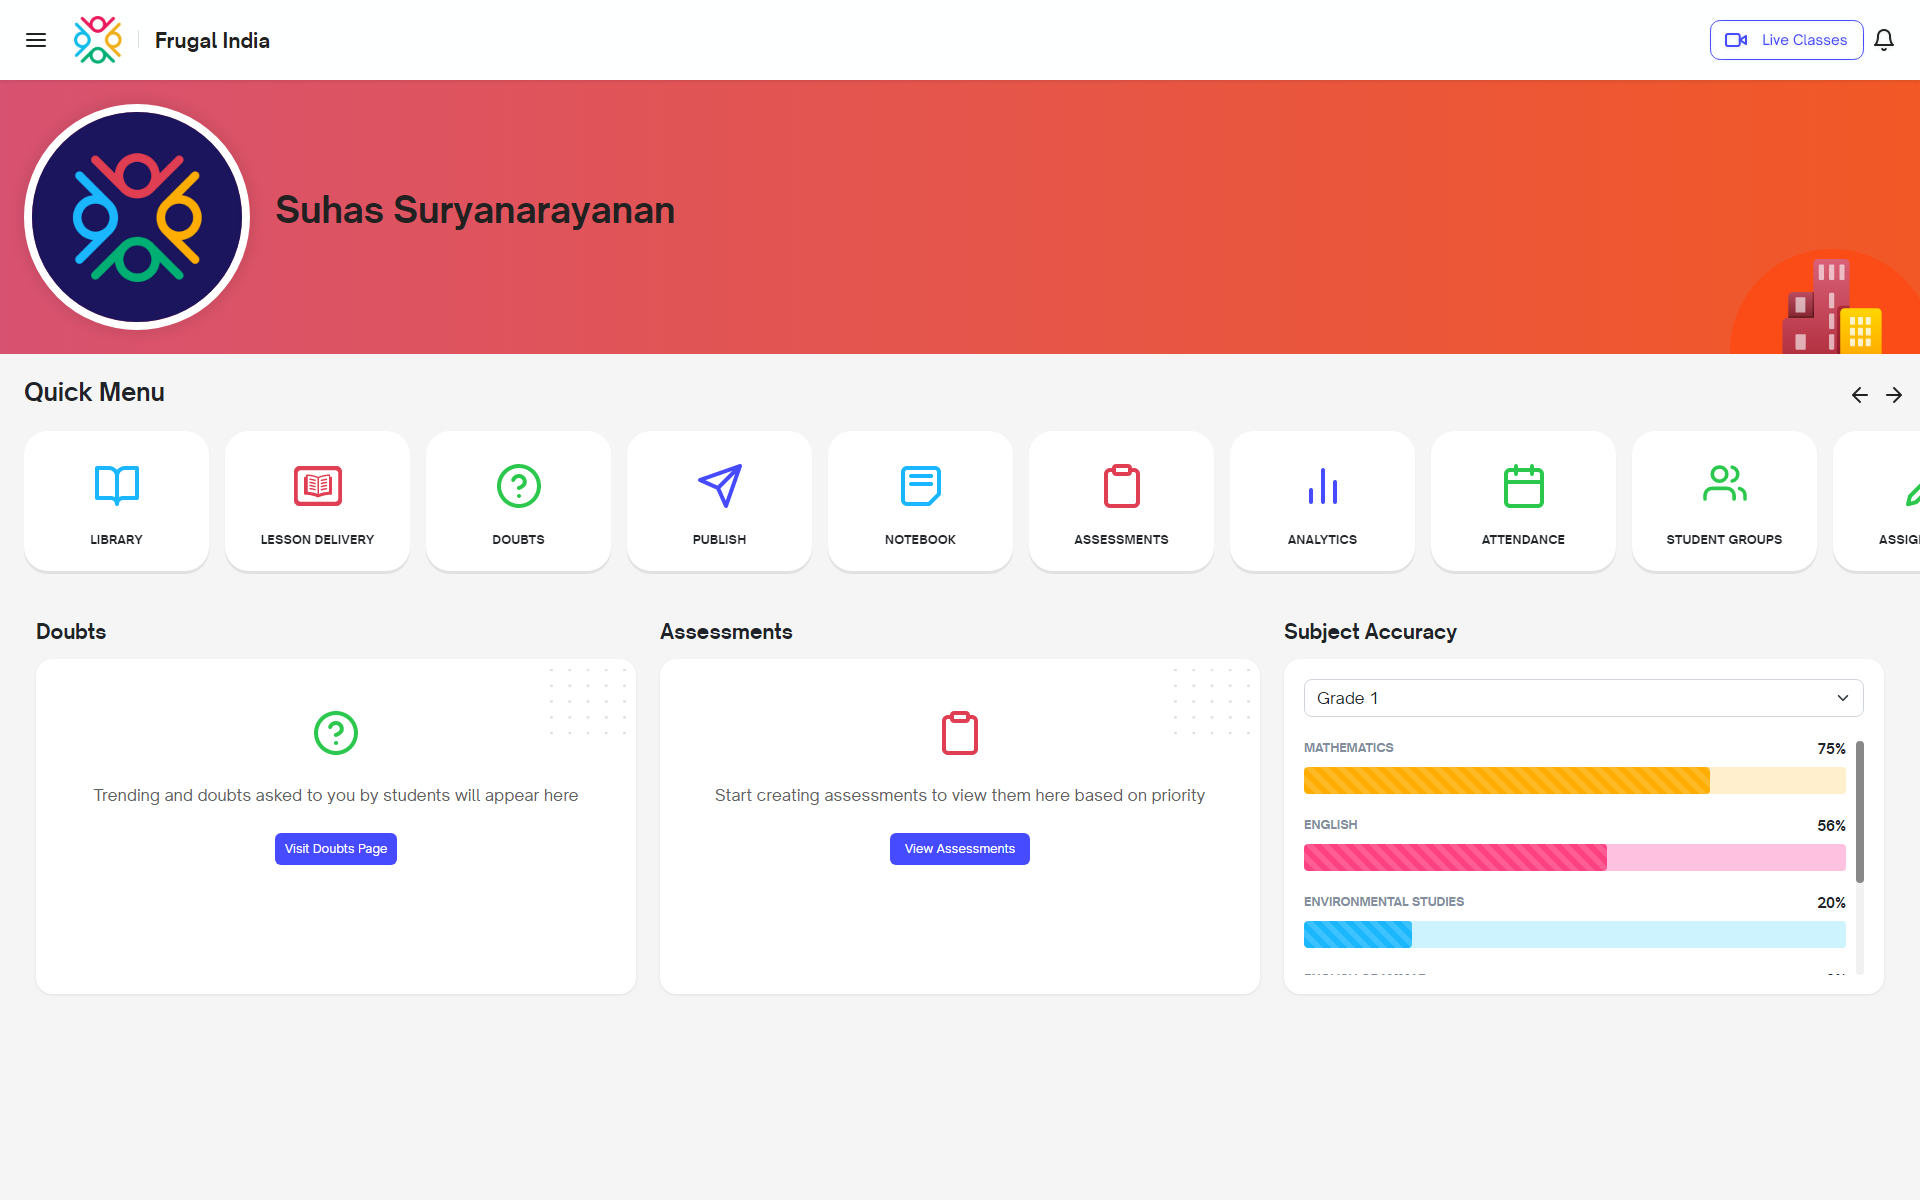 Frugal India
Live Classes
Suhas Suryanarayanan
Quick Menu
LIBRARY
LESSON DELIVERY
DOUBTS
PUBLISH
NOTEBOOK
ASSESSMENTS
ANALYTICS
ATTENDANCE
STUDENT GROUPS
Doubts
Trending and doubts asked to you by students will appear here
Visit Doubts Page
Assessments
Start creating assessments to view them here based on priority
View Assessments
Subject Accuracy
Grade 1
MATHEMATICS
75%
ENGLISH
56%
ENVIRONMENTAL STUDIES
20%